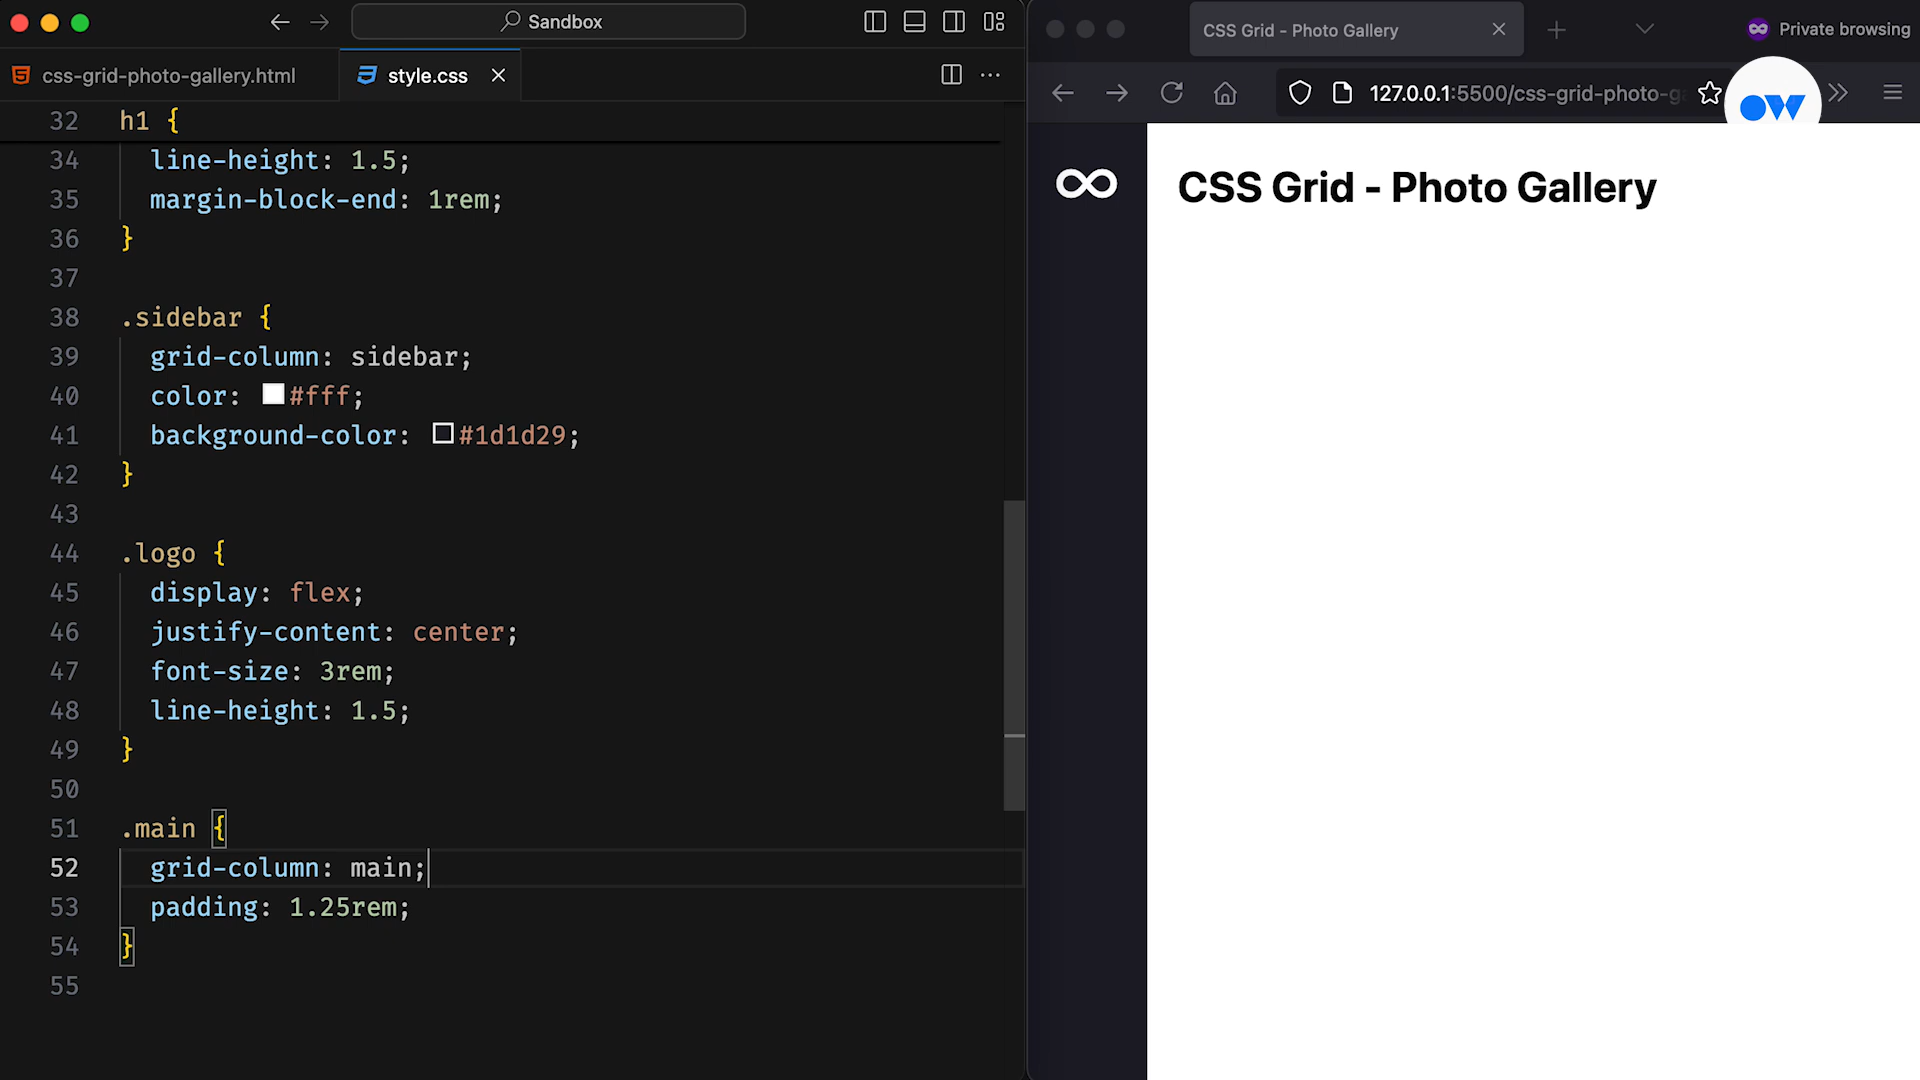 Sandbox
css-grid-photo-gallery.html
style.css
32 h1 {
34 line-height: 1.5;
35 margin-block-end: 1rem;
36 }
37
38 .sidebar {
39 grid-column: sidebar;
40 color: #fff;
41 background-color: #1d1d29;
42 }
43
44 .logo {
45 display: flex;
46 justify-content: center;
47 font-size: 3rem;
48 line-height: 1.5;
49 }
50
51 .main {
52 grid-column: main;
53 padding: 1.25rem;
54 }
55
CSS Grid - Photo Gallery
Private browsing
127.0.0.1:5500/css-grid-photo-g
OW
CSS Grid - Photo Gallery